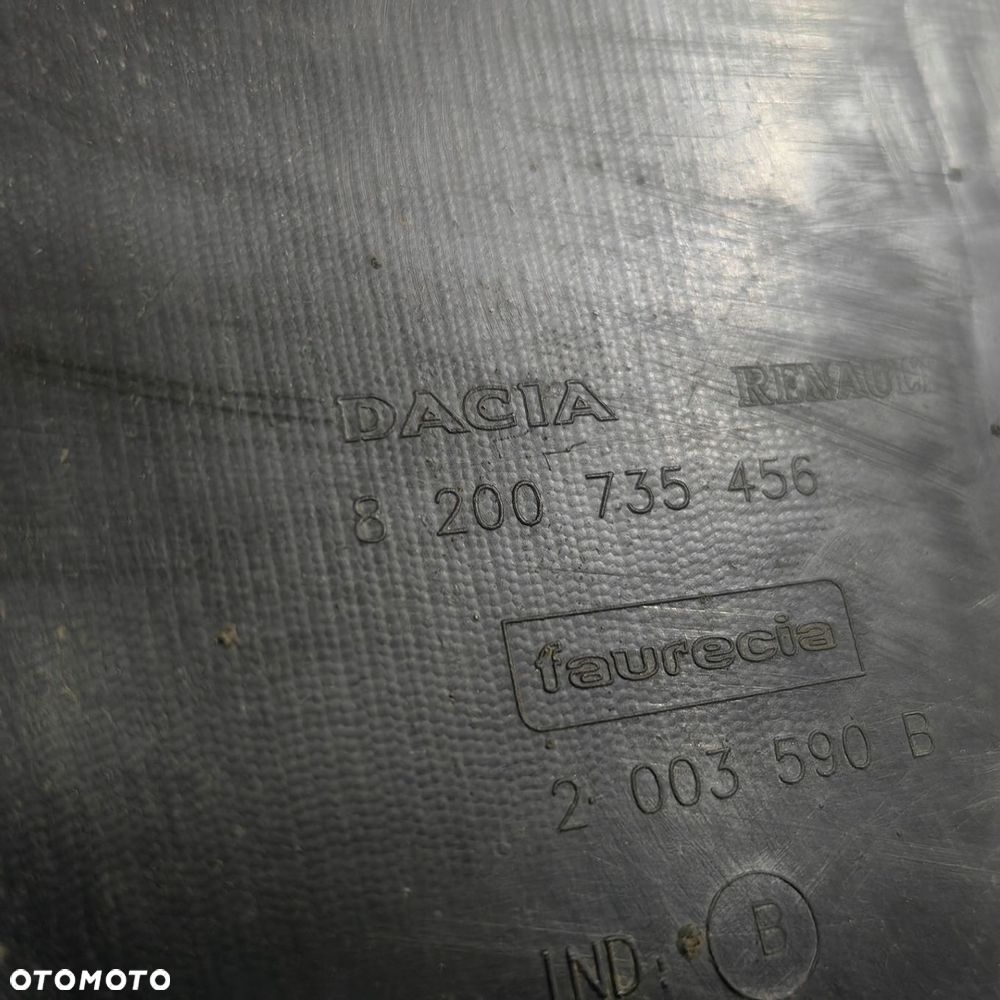 DACIA RENAULT
8 200 735 456
faurecia
2 003 590 B
IND: B
OTOMOTO